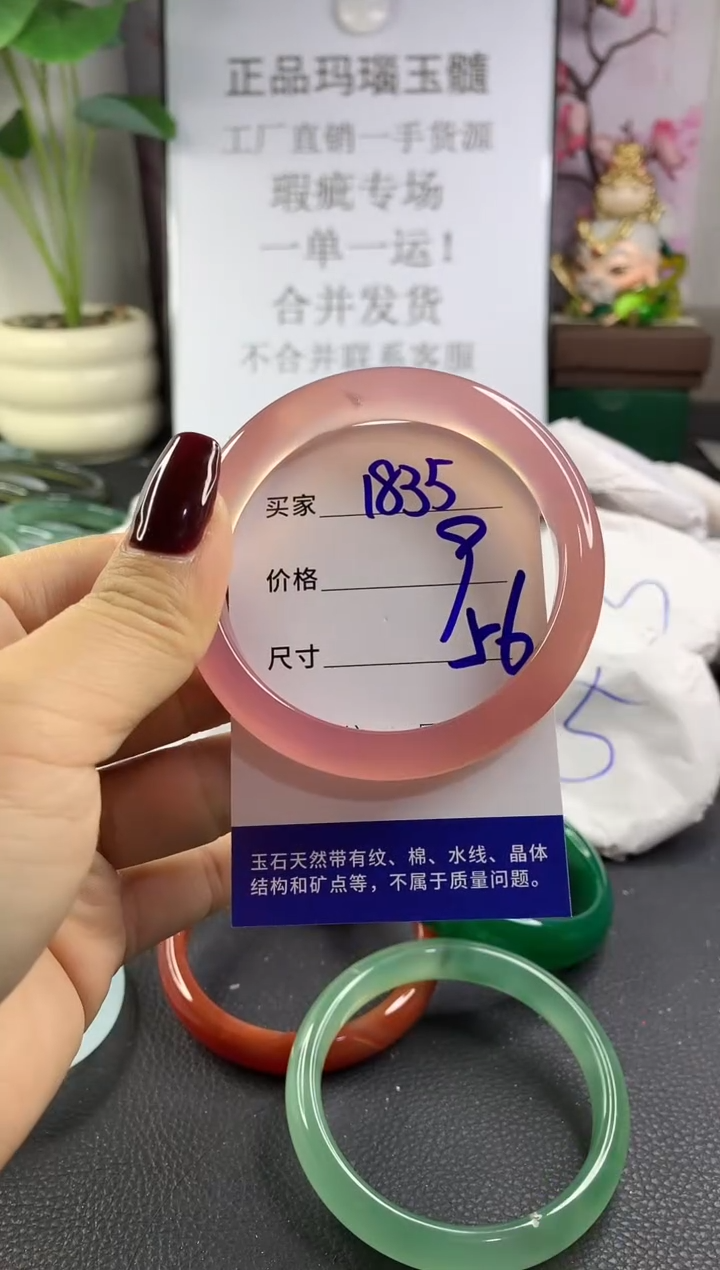 正品玛瑙玉髓
工厂直销一手货源
瑕疵专场
一单一运！
合并发货
不合并联系客服
买家 1835
价格 9
尺寸 56
玉石天然带有纹、棉、水线、晶体
结构和矿点等，不属于质量问题。
5